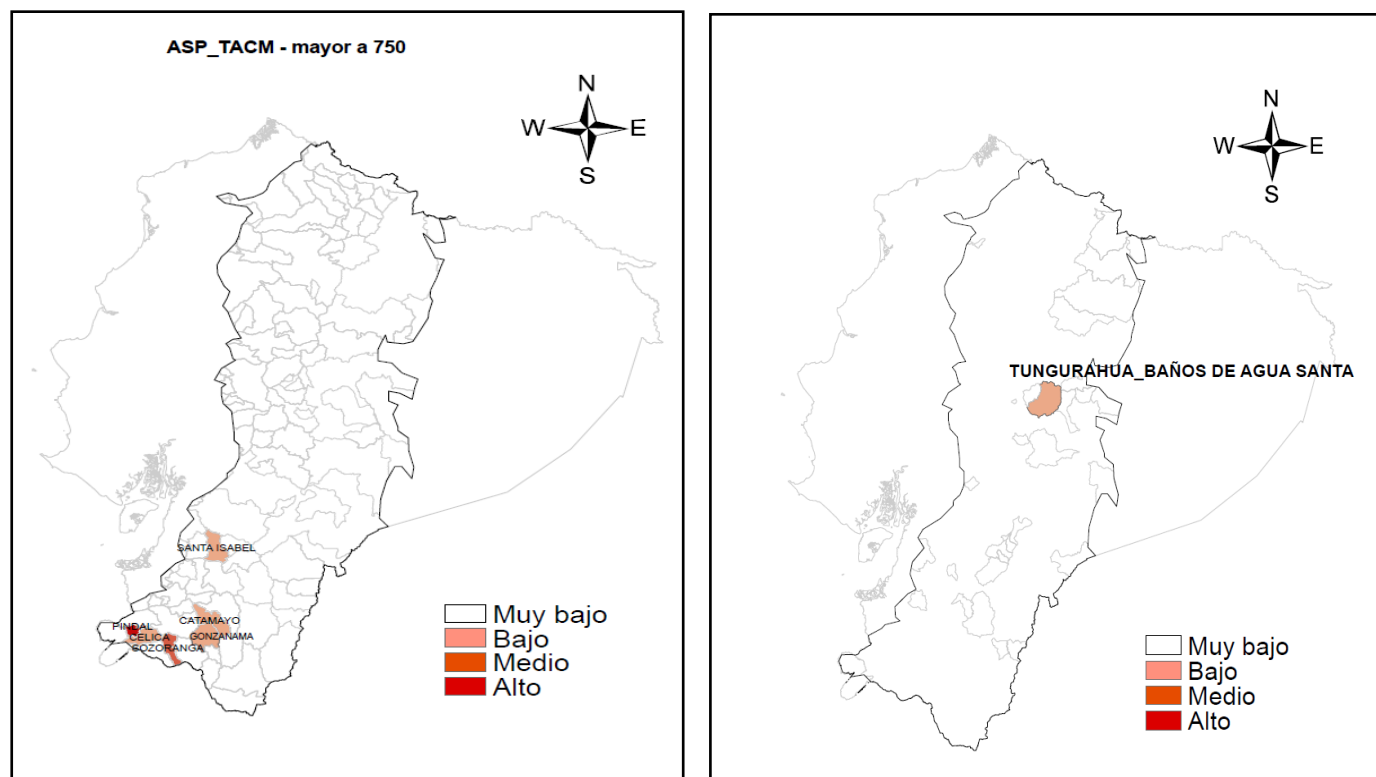 ASP_TACM - mayor a 750
N
W E
S
SANTA ISABEL
CATAMAYO
PINDAL
CELICA
GONZANAMA
SOZORANGA
Muy bajo
Bajo
Medio
Alto
N
W E
S
TUNGURAHUA_BAÑOS DE AGUA SANTA
Muy bajo
Bajo
Medio
Alto